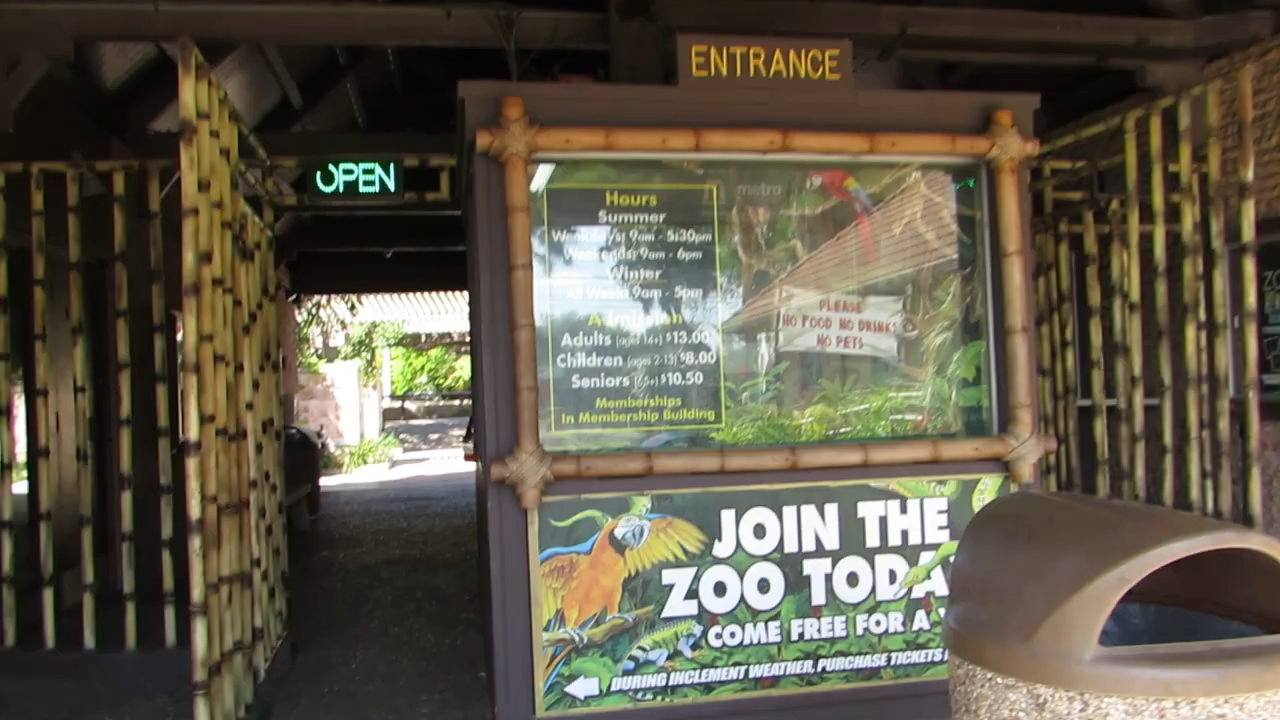 ENTRANCE
OPEN
Hours
Summer
Weekdays 9am - 5:30pm
Weekends 9am - 6pm
Winter
All Week 9am - 5pm
Admission
Adults (ages 14+) $13.00
Children (ages 2-13) $8.00
Seniors (65+) $10.50
Memberships
In Membership Building
metro
PLEASE
NO FOOD NO DRINKS
NO PETS
JOIN THE
ZOO TODA
COME FREE FOR A
DURING INCLEMENT WEATHER, PURCHASE TICKETS